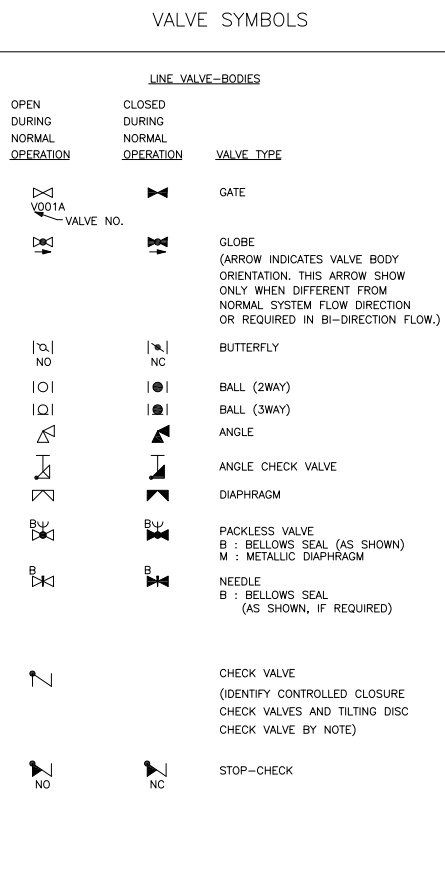 VALVE SYMBOLS
LINE VALVE-BODIES
OPEN
DURING
NORMAL
OPERATION
CLOSED
DURING
NORMAL
OPERATION
VALVE TYPE
GATE
V001A
VALVE NO.
GLOBE
(ARROW INDICATES VALVE BODY
ORIENTATION. THIS ARROW SHOW
ONLY WHEN DIFFERENT FROM
NORMAL SYSTEM FLOW DIRECTION
OR REQUIRED IN BI-DIRECTION FLOW.)
NO NC BUTTERFLY
BALL (2WAY)
BALL (3WAY)
ANGLE
ANGLE CHECK VALVE
DIAPHRAGM
B B PACKLESS VALVE
B : BELLOWS SEAL (AS SHOWN)
M : METALLIC DIAPHRAGM
B B NEEDLE
B : BELLOWS SEAL
(AS SHOWN, IF REQUIRED)
CHECK VALVE
(IDENTIFY CONTROLLED CLOSURE
CHECK VALVES AND TILTING DISC
CHECK VALVE BY NOTE)
STOP-CHECK
NO NC